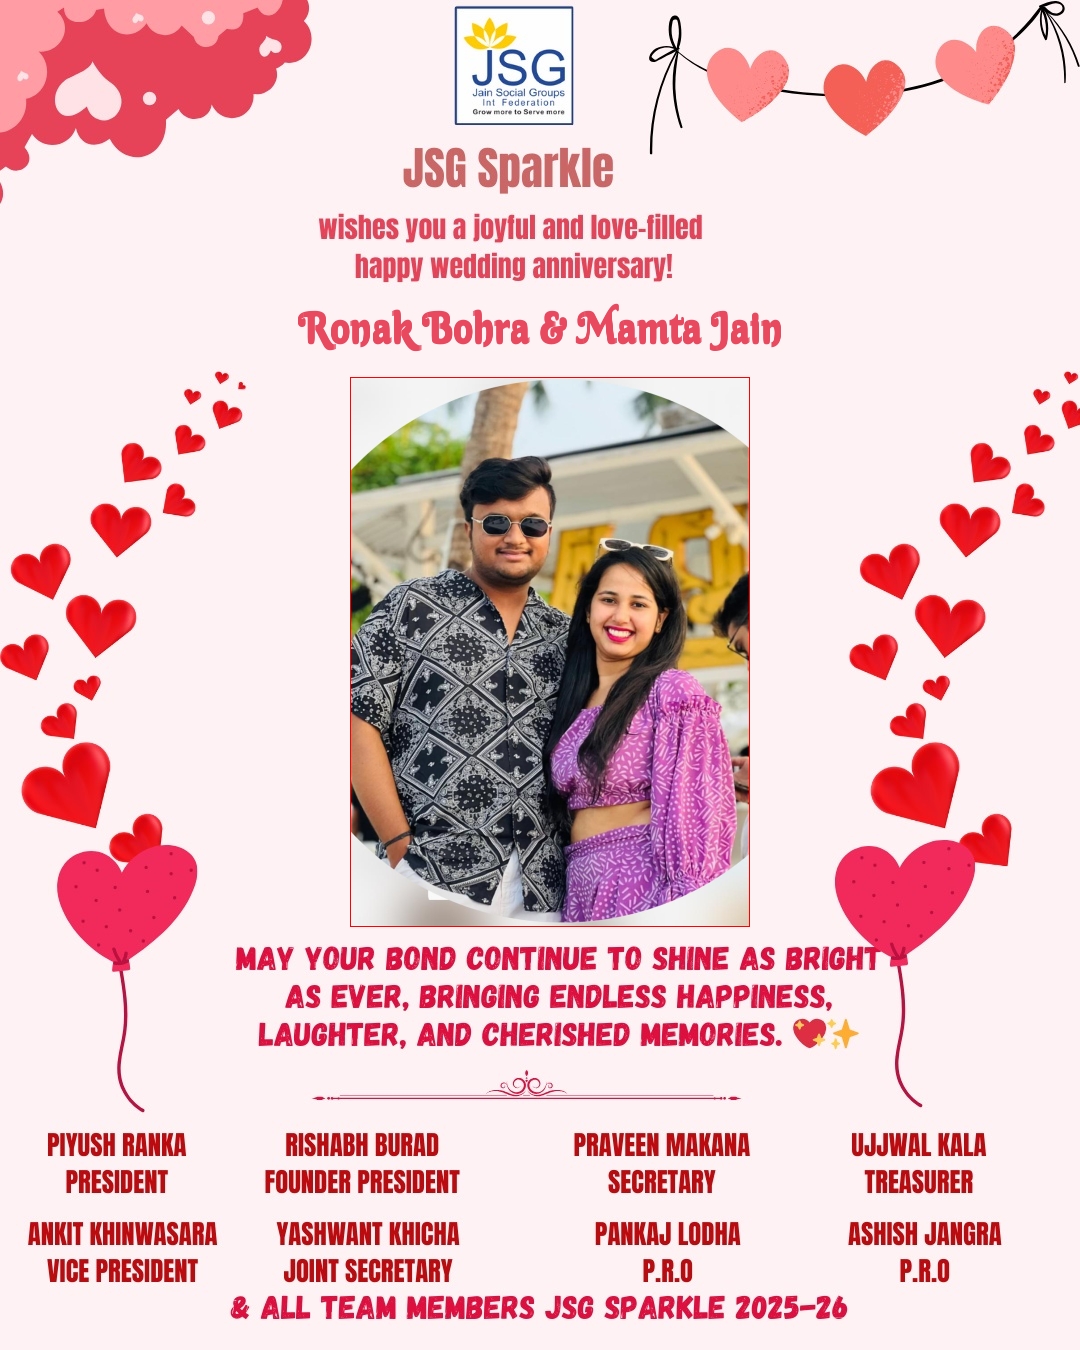 JSG
Jain Social Groups
Int Federation
Grow more to Serve more
JSG Sparkle
wishes you a joyful and love-filled
happy wedding anniversary!
Ronak Bohra & Mamta Jain
MAY YOUR BOND CONTINUE TO SHINE AS BRIGHT
AS EVER, BRINGING ENDLESS HAPPINESS,
LAUGHTER, AND CHERISHED MEMORIES. 💖✨
PIYUSH RANKA
PRESIDENT
RISHABH BURAD
FOUNDER PRESIDENT
PRAVEEN MAKANA
SECRETARY
UJJWAL KALA
TREASURER
ANKIT KHINWASARA
VICE PRESIDENT
YASHWANT KHICHA
JOINT SECRETARY
PANKAJ LODHA
P.R.O
ASHISH JANGRA
P.R.O
& ALL TEAM MEMBERS JSG SPARKLE 2025-26